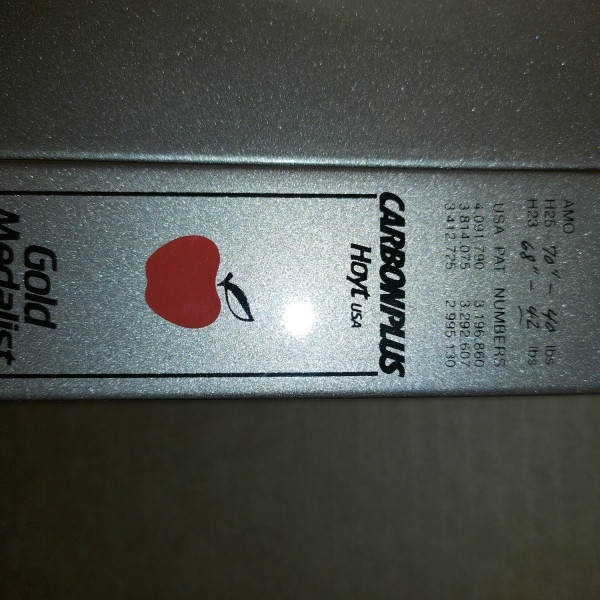 AMO
H25 70" - 40 lbs
H23 68" - 42 lbs
USA PAT NUMBERS
4 091 790 3 196 860
3 814 075 3 292 607
3 412 725 2 995 130
CARBONPLUS
Hoyt USA
Gold
Medalist